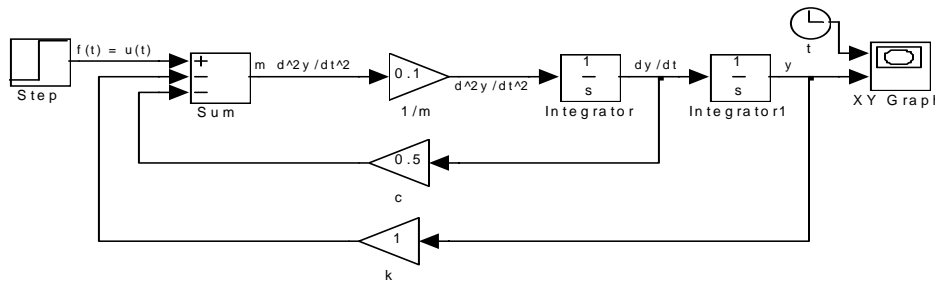 f(t) = u(t)
Step
+
−
−
Sum
m d^2y/dt^2
0.1
1/m
d^2y/dt^2
1
s
Integrator
dy/dt
1
s
Integrator1
y
t
XY Graph
0.5
c
1
k